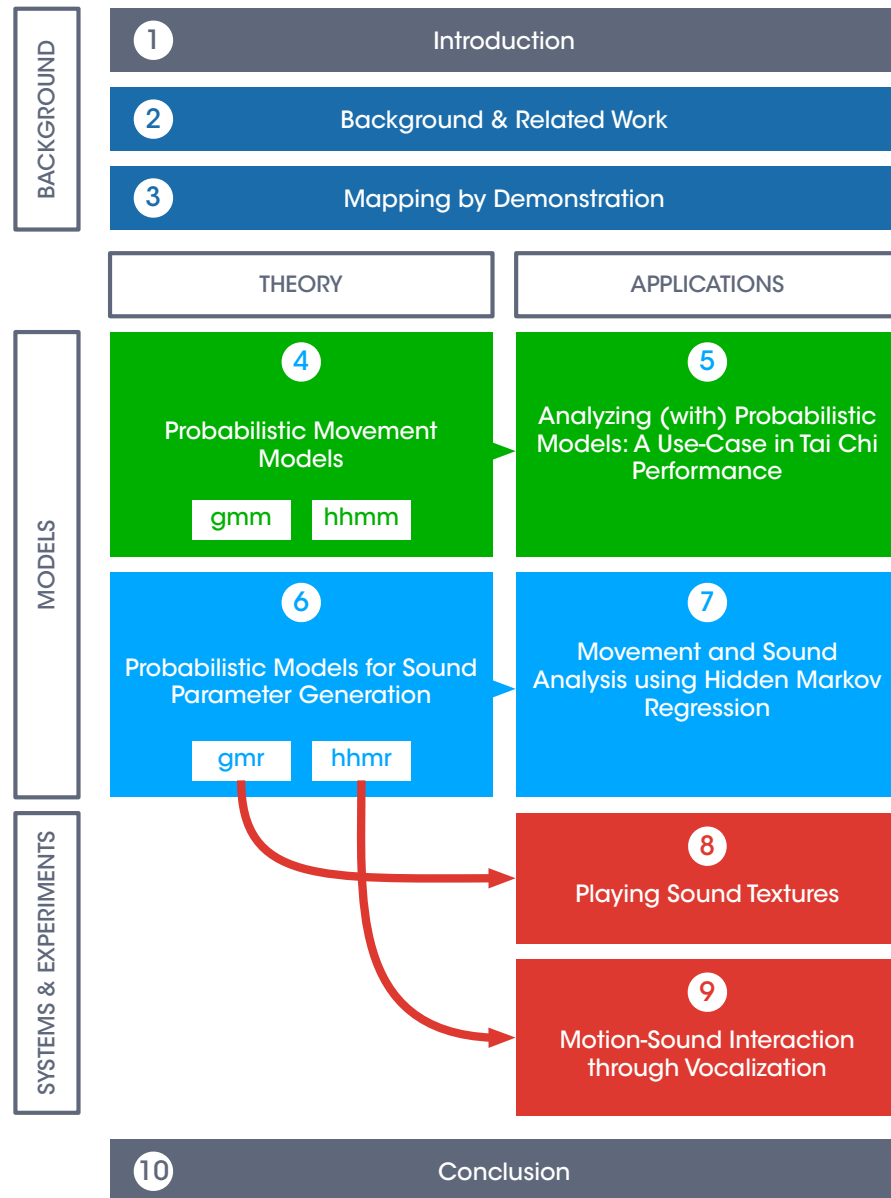 BACKGROUND
1
Introduction
2
Background & Related Work
3
Mapping by Demonstration
THEORY
APPLICATIONS
MODELS
4
Probabilistic Movement
Models
gmm
hhmm
5
Analyzing (with) Probabilistic
Models: A Use-Case in Tai Chi
Performance
6
Probabilistic Models for Sound
Parameter Generation
gmr
hhmr
7
Movement and Sound
Analysis using Hidden Markov
Regression
SYSTEMS & EXPERIMENTS
8
Playing Sound Textures
9
Motion-Sound Interaction
through Vocalization
10
Conclusion